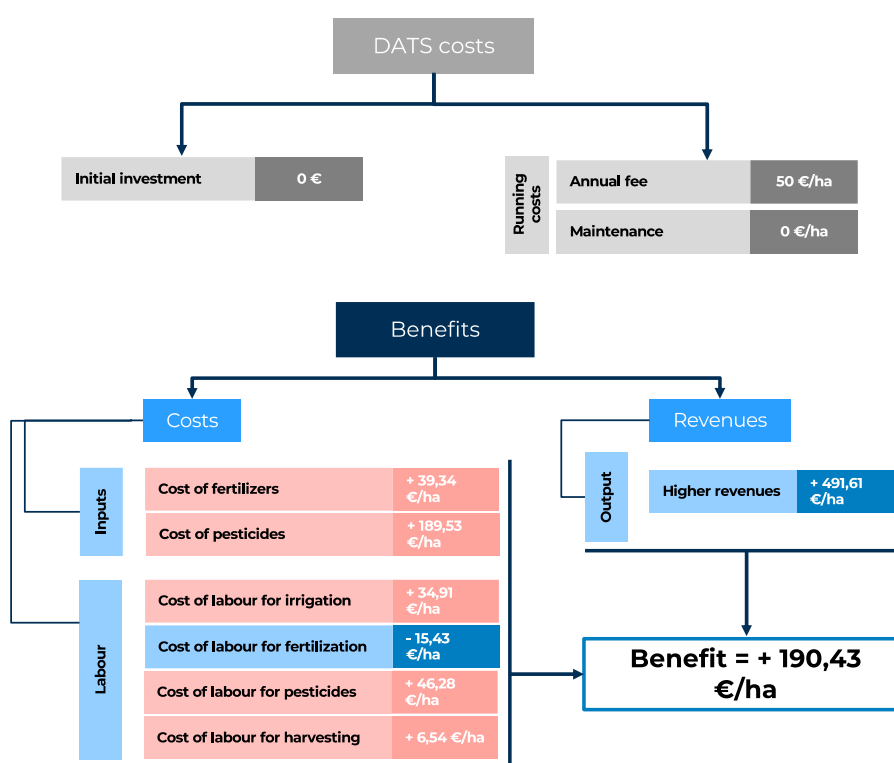 DATS costs
Initial investment
0 €
Running
costs
Annual fee
50 €/ha
Maintenance
0 €/ha
Benefits
Costs
Revenues
Inputs
Cost of fertilizers
+ 39,34
€/ha
Cost of pesticides
+ 189,53
€/ha
Output
Higher revenues
+ 491,61
€/ha
Labour
Cost of labour for irrigation
+ 34,91
€/ha
Cost of labour for fertilization
- 15,43
€/ha
Cost of labour for pesticides
+ 46,28
€/ha
Cost of labour for harvesting
+ 6,54 €/ha
Benefit = + 190,43
€/ha